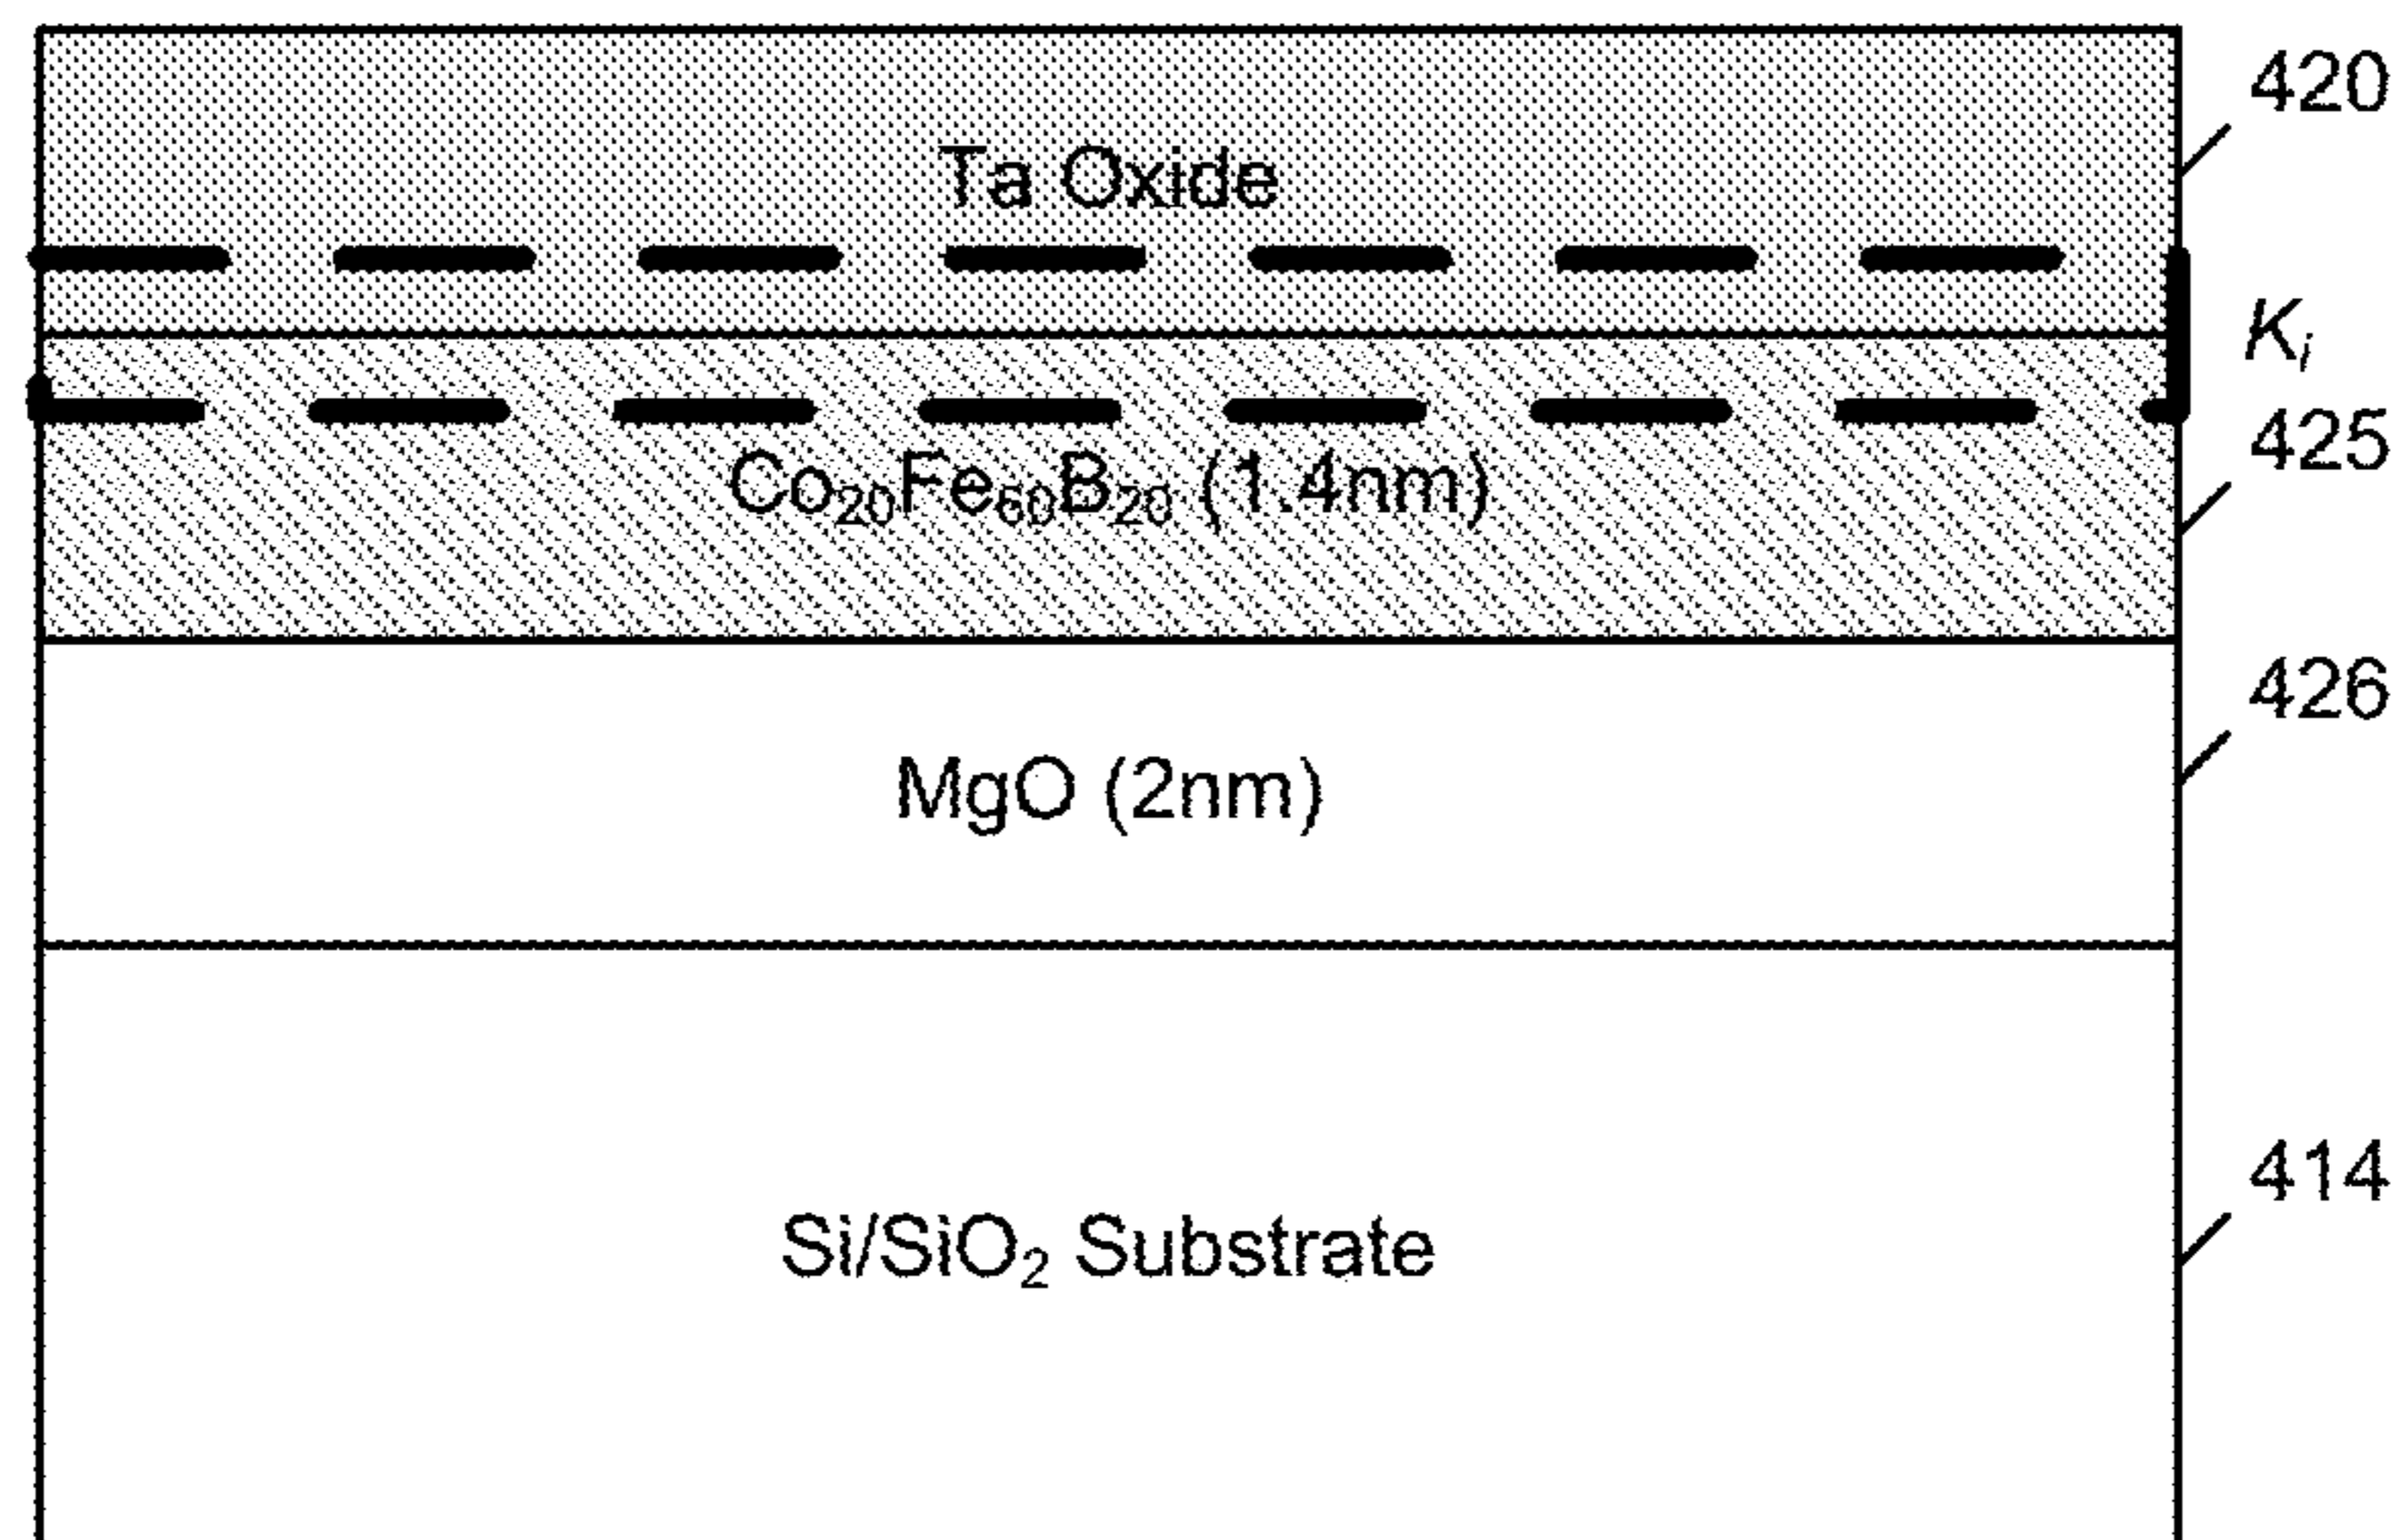 420
Ta Oxide
Kᵢ
425
Co₂₀Fe₆₀B₂₀ (1.4nm)
426
MgO (2nm)
414
Si/SiO₂ Substrate